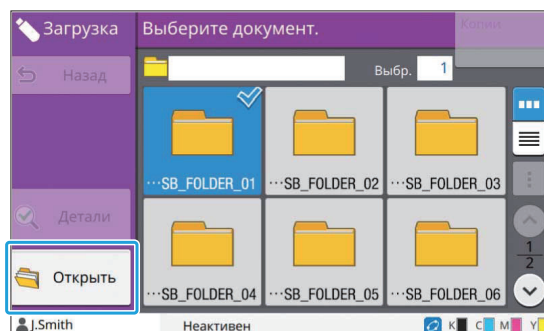 Загрузка
Выберите документ.
Копии
Назад
Выбр. 1
···SB_FOLDER_01 ···SB_FOLDER_02 ···SB_FOLDER_03
Детали
1
2
Открыть
···SB_FOLDER_04 ···SB_FOLDER_05 ···SB_FOLDER_06
J.Smith
Неактивен
K C M Y